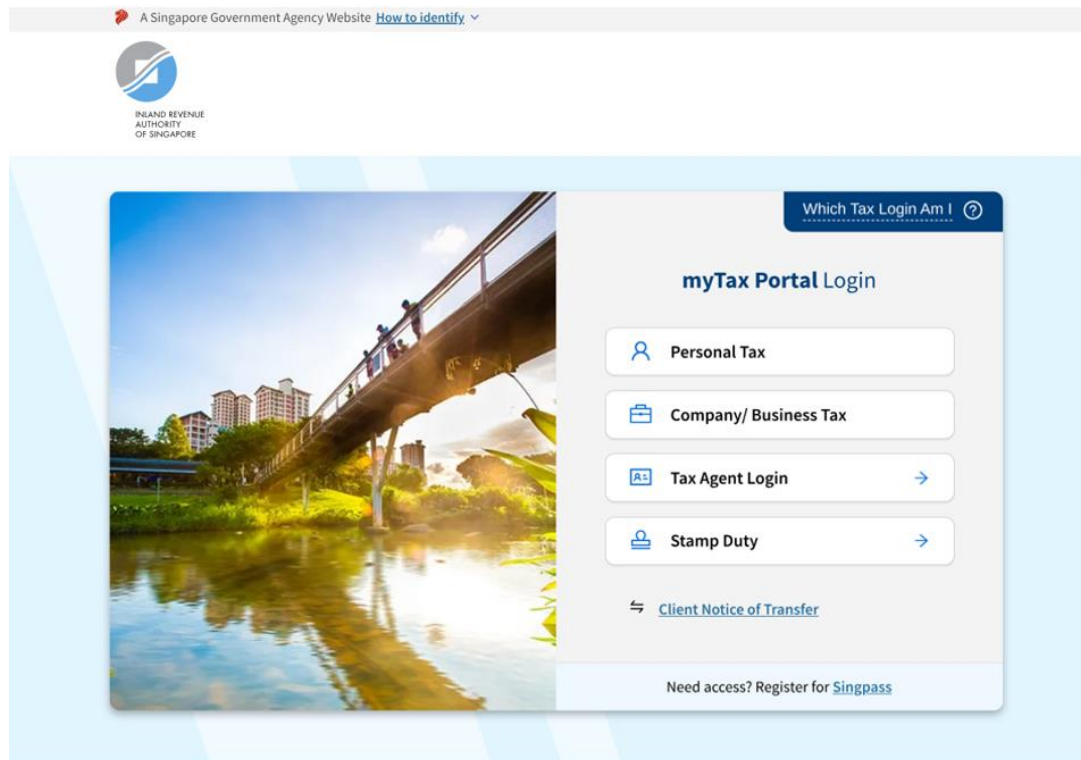 A Singapore Government Agency Website How to identify
INLAND REVENUE
AUTHORITY
OF SINGAPORE
Which Tax Login Am I
myTax Portal Login
Personal Tax
Company/ Business Tax
Tax Agent Login
Stamp Duty
Client Notice of Transfer
Need access? Register for Singpass